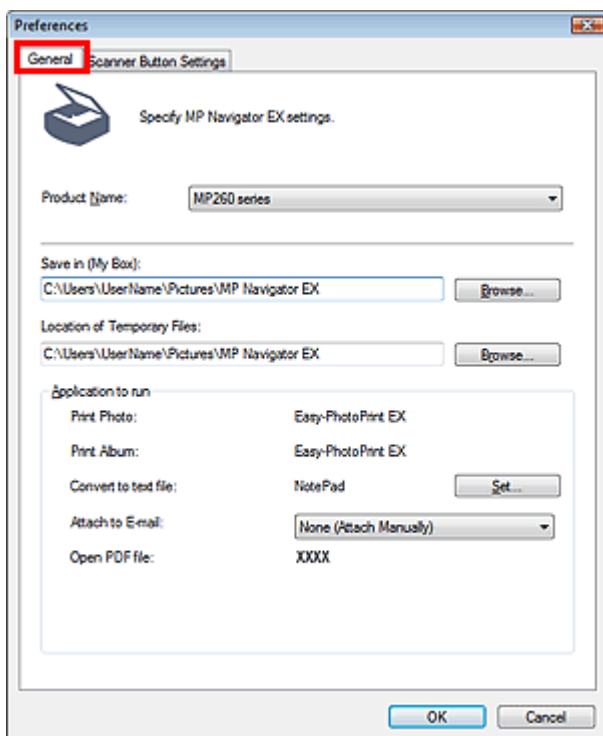 Preferences
General Scanner Button Settings
Specify MP Navigator EX settings.
Product Name: MP260 series
Save in (My Box):
C:\Users\UserName\Pictures\MP Navigator EX Browse...
Location of Temporary Files:
C:\Users\UserName\Pictures\MP Navigator EX Browse...
Application to run
Print Photo: Easy-PhotoPrint EX
Print Album: Easy-PhotoPrint EX
Convert to text file: NotePad Set...
Attach to E-mail: None (Attach Manually)
Open PDF file: XXXX
OK Cancel